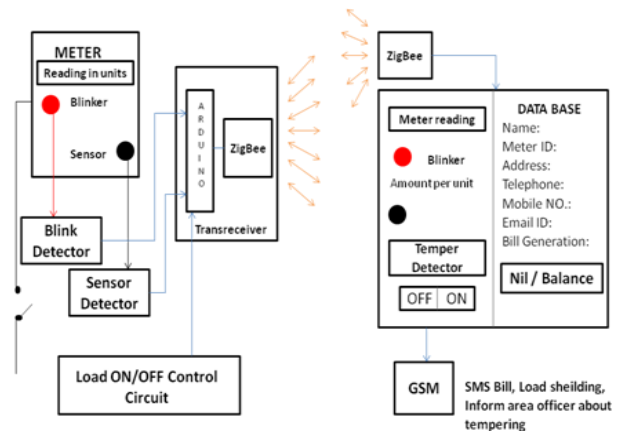 METER
Reading in units
Blinker
Sensor
Blink
Detector
Sensor
Detector
Load ON/OFF Control
Circuit
ARDUINO
ZigBee
Transreceiver
ZigBee
Meter reading
Blinker
Amount per unit
Temper
Detector
OFF ON
DATA BASE
Name:
Meter ID:
Address:
Telephone:
Mobile NO.:
Email ID:
Bill Generation:
Nil / Balance
GSM
SMS Bill, Load sheilding,
Inform area officer about
tempering